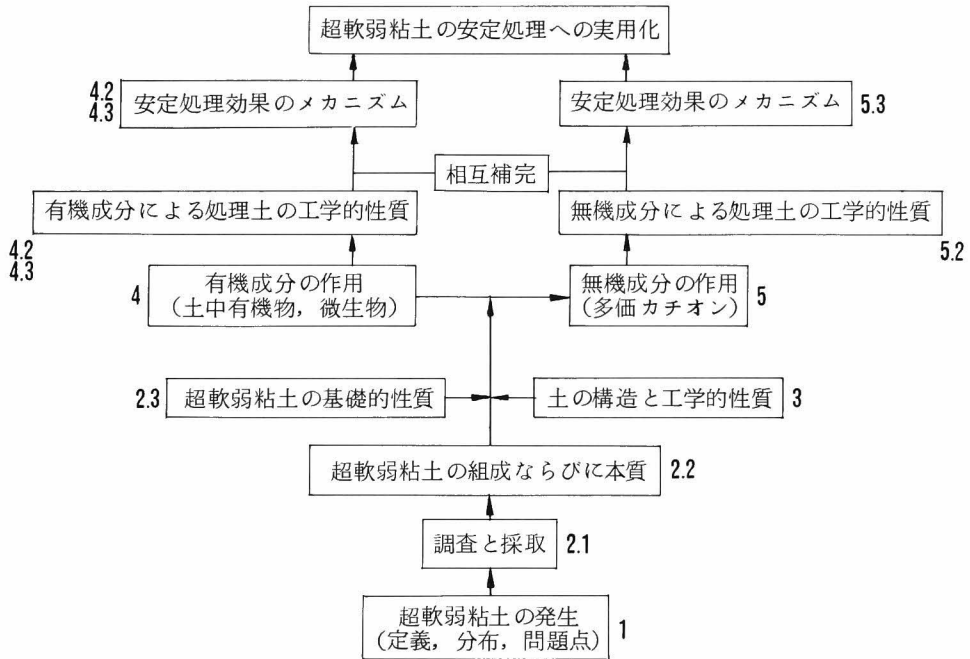 超軟弱粘土の安定処理への実用化
4.2
4.3
安定処理効果のメカニズム
安定処理効果のメカニズム
5.3
相互補完
有機成分による処理土の工学的性質
無機成分による処理土の工学的性質
4.2
4.3
5.2
4
有機成分の作用
(土中有機物,微生物)
無機成分の作用
(多価カチオン)
5
2.3
超軟弱粘土の基礎的性質
土の構造と工学的性質
3
超軟弱粘土の組成ならびに本質
2.2
調査と採取
2.1
超軟弱粘土の発生
(定義,分布,問題点)
1